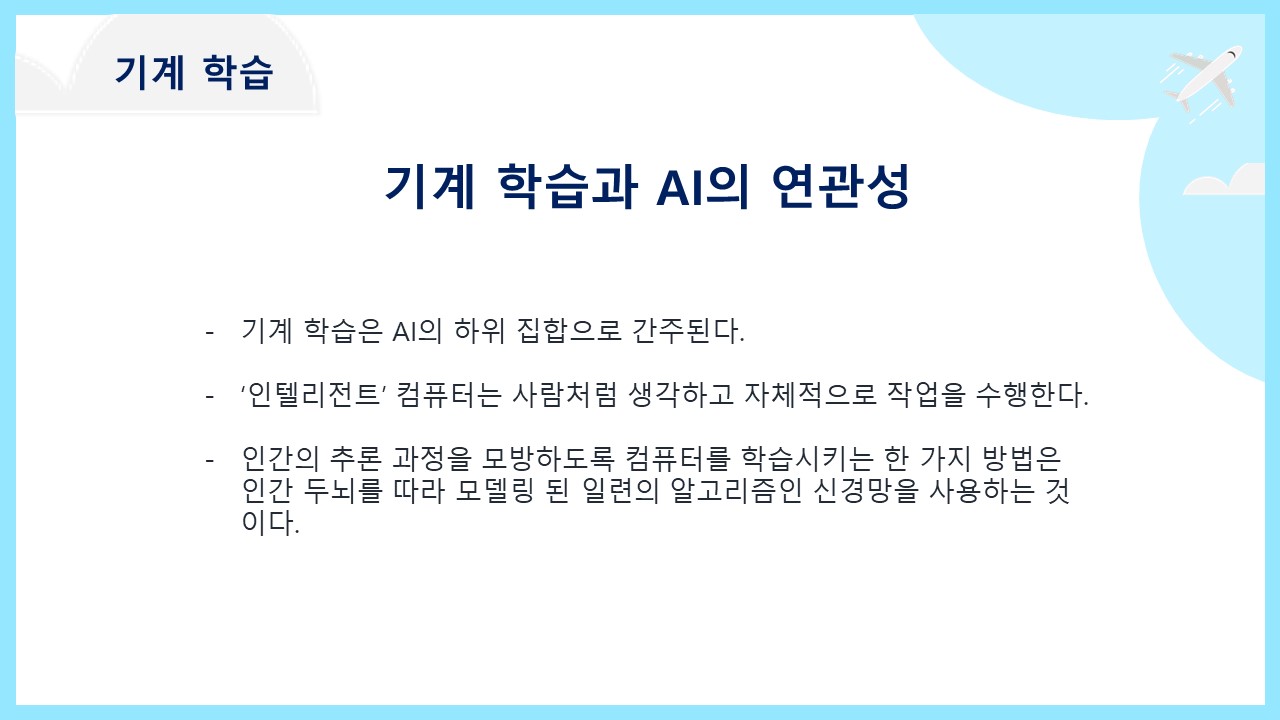 기계 학습
기계 학습과 AI의 연관성
- 기계 학습은 AI의 하위 집합으로 간주된다.
- ‘인텔리전트’ 컴퓨터는 사람처럼 생각하고 자체적으로 작업을 수행한다.
- 인간의 추론 과정을 모방하도록 컴퓨터를 학습시키는 한 가지 방법은
인간 두뇌를 따라 모델링 된 일련의 알고리즘인 신경망을 사용하는 것
이다.